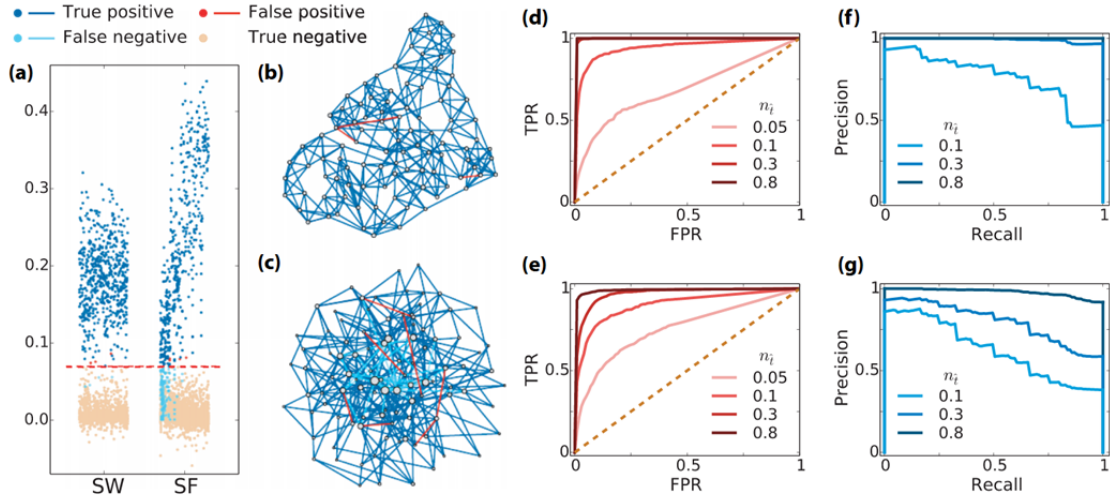 True positive
False positive
False negative
True negative
(a)
0.4
0.3
0.2
0.1
0.0
SW
SF
(b)
(c)
(d)
1
0.5
0
TPR
n_t̂
0.05
0.1
0.3
0.8
0
0.5
1
FPR
(e)
1
0.5
0
TPR
n_t̂
0.05
0.1
0.3
0.8
0
0.5
1
FPR
(f)
1
0.5
0
Precision
n_t̂
0.1
0.3
0.8
0
0.5
1
Recall
(g)
1
0.5
0
Precision
n_t̂
0.1
0.3
0.8
0
0.5
1
Recall